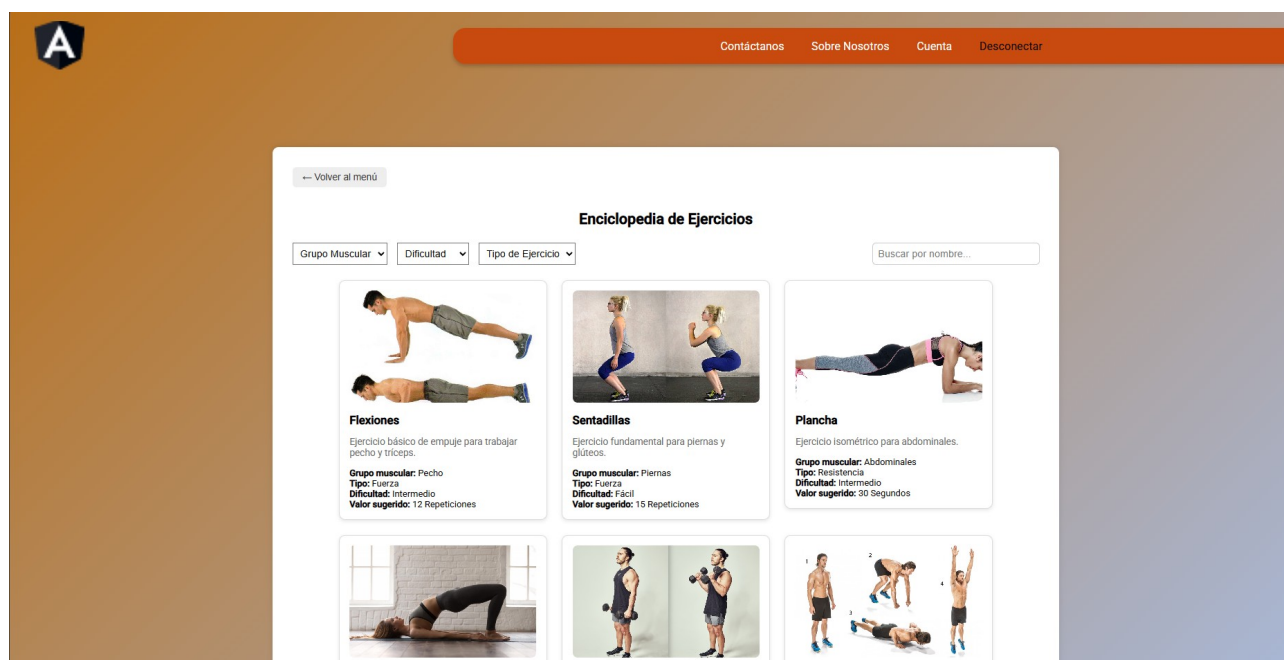 A
Contáctanos Sobre Nosotros Cuenta Desconectar
← Volver al menú
Enciclopedia de Ejercicios
Grupo Muscular Dificultad Tipo de Ejercicio Buscar por nombre...
Flexiones
Ejercicio básico de empuje para trabajar
pecho y tríceps.
Grupo muscular: Pecho
Tipo: Fuerza
Dificultad: Intermedio
Valor sugerido: 12 Repeticiones
Sentadillas
Ejercicio fundamental para piernas y
glúteos.
Grupo muscular: Piernas
Tipo: Fuerza
Dificultad: Fácil
Valor sugerido: 15 Repeticiones
Plancha
Ejercicio isométrico para abdominales.
Grupo muscular: Abdominales
Tipo: Resistencia
Dificultad: Intermedio
Valor sugerido: 30 Segundos
1 2
3 4